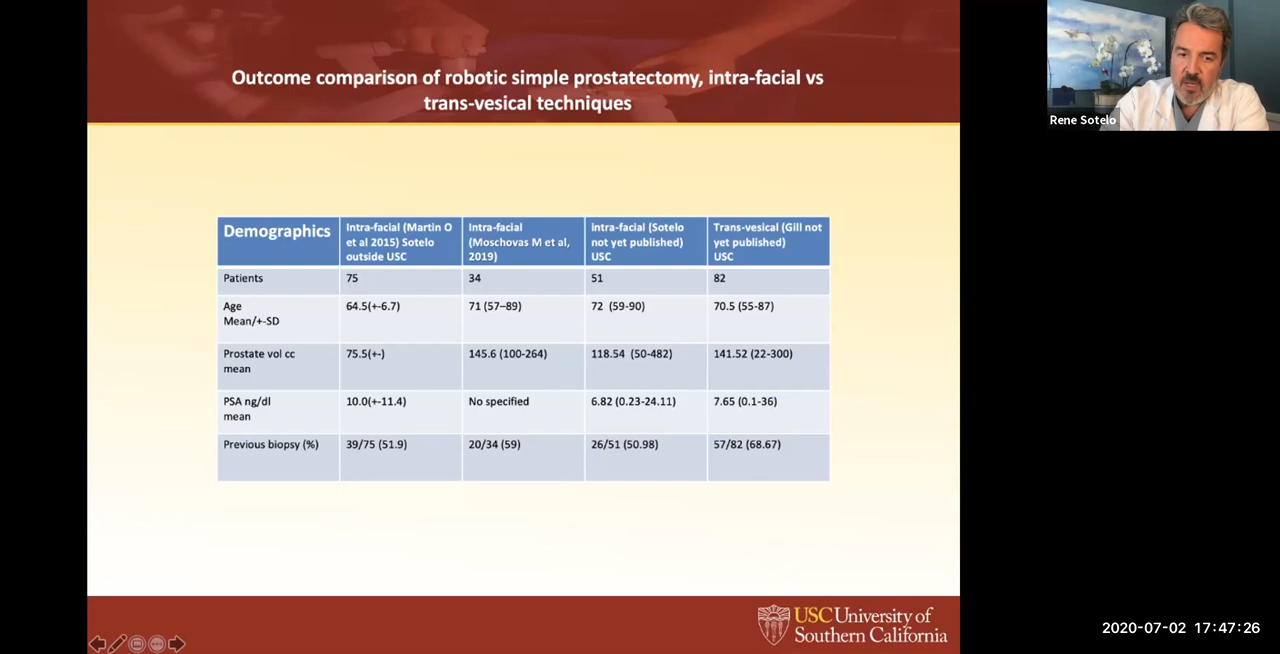 Outcome comparison of robotic simple prostatectomy, intra-facial vs
trans-vesical techniques
Rene Sotelo
Demographics
Intra-facial (Martin O
et al 2015) Sotelo
outside USC
Intra-facial
(Moschovas M et al,
2019)
intra-facial (Sotelo
not yet published)
USC
Trans-vesical (Gill not
yet published)
USC
Patients
75
34
51
82
Age
Mean/+-SD
64.5(+-6.7)
71 (57–89)
72 (59-90)
70.5 (55-87)
Prostate vol cc
mean
75.5(+-)
145.6 (100-264)
118.54 (50-482)
141.52 (22-300)
PSA ng/dl
mean
10.0(+-11.4)
No specified
6.82 (0.23-24.11)
7.65 (0.1-36)
Previous biopsy (%)
39/75 (51.9)
20/34 (59)
26/51 (50.98)
57/82 (68.67)
USC University of
Southern California
2020-07-02 17:47:26